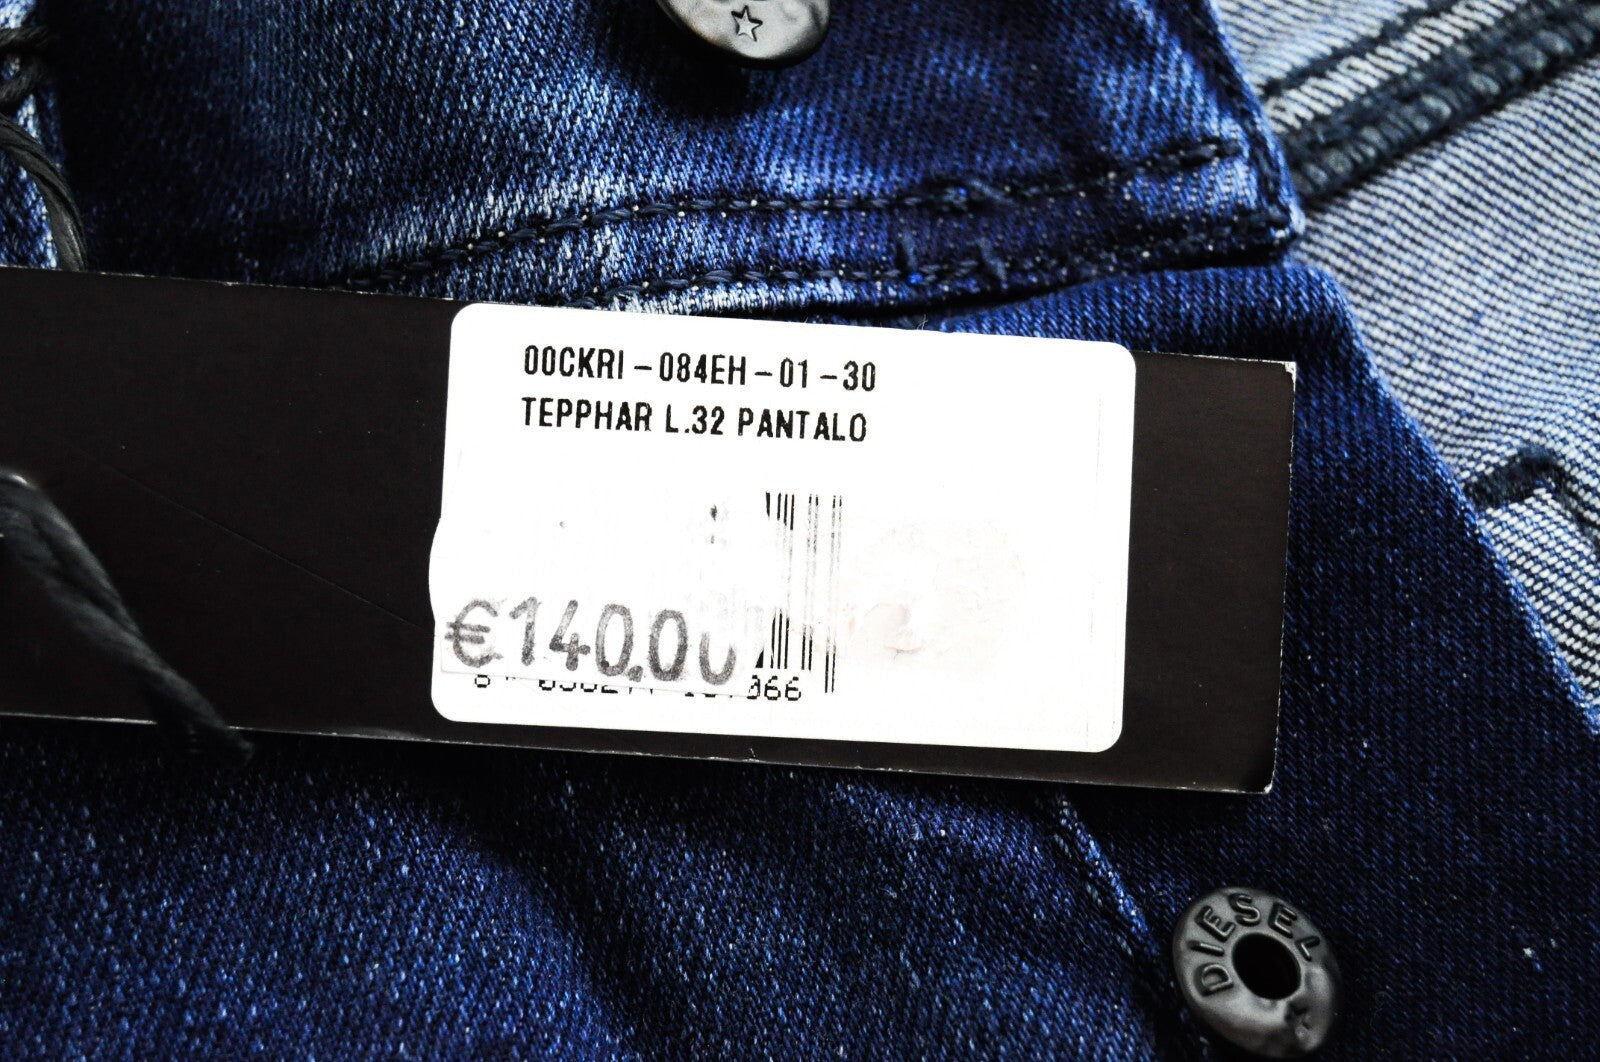 00CKRI-084EH-01-30
TEPPHAR L.32 PANTALO
€140.00
DIESEL